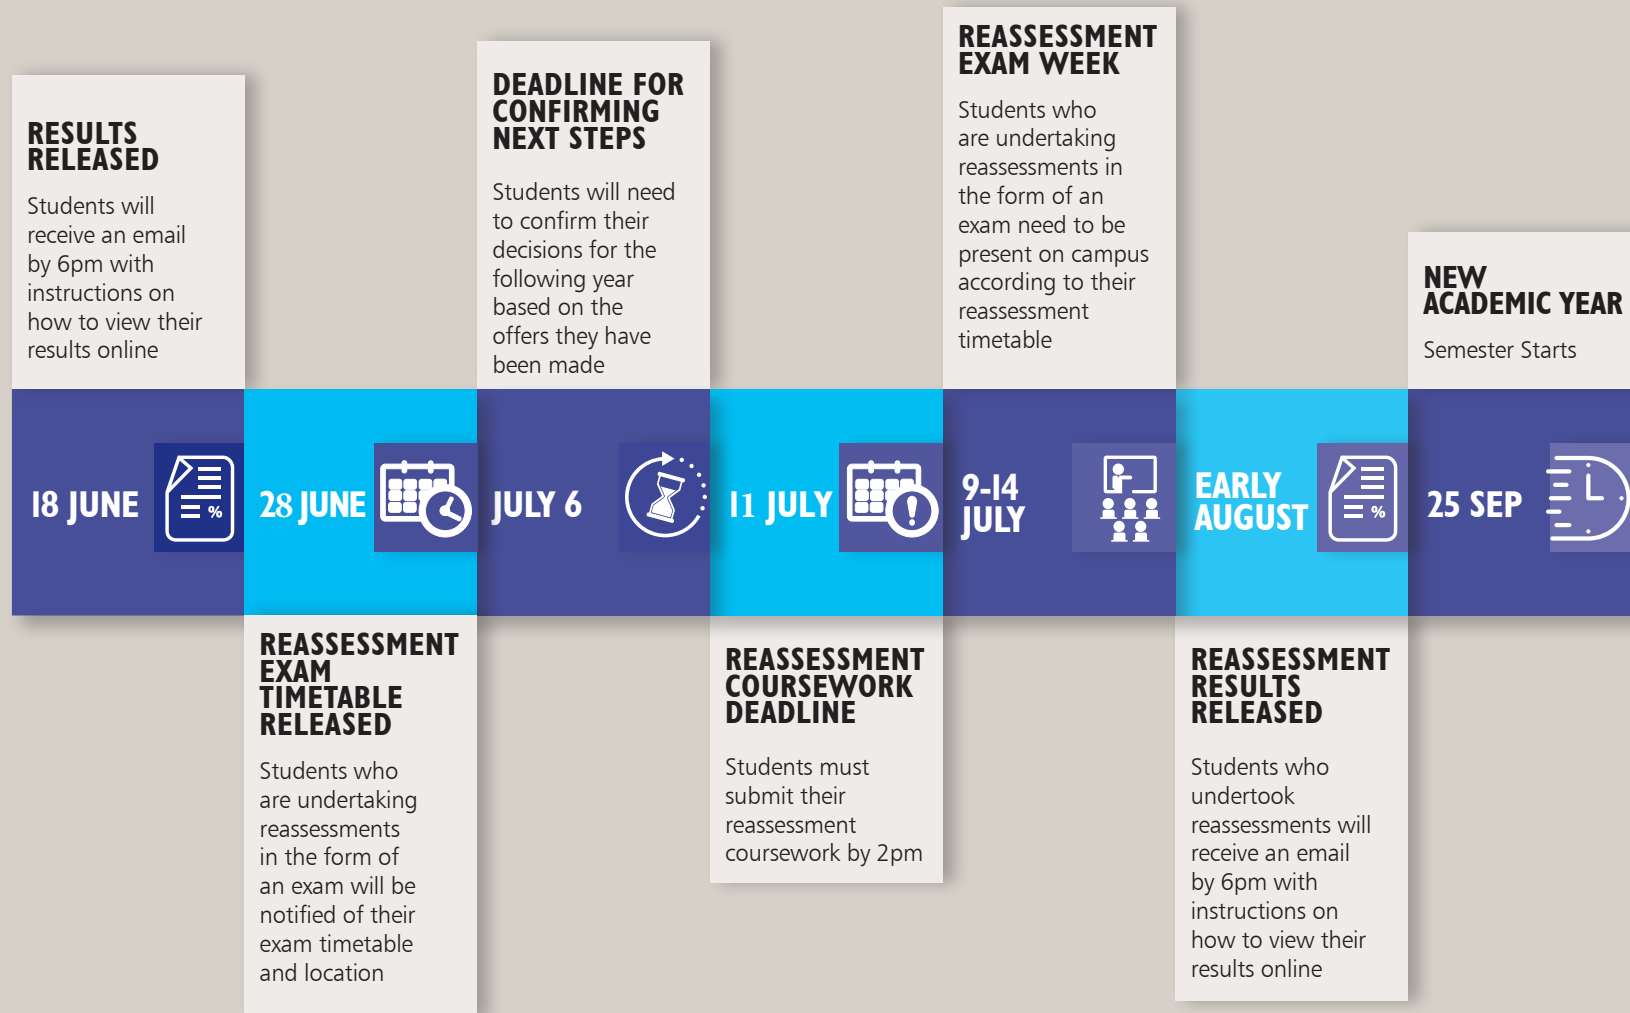 RESULTS
RELEASED
Students will
receive an email
by 6pm with
instructions on
how to view their
results online
18 JUNE
%
28 JUNE
REASSESSMENT
EXAM
TIMETABLE
RELEASED
Students who
are undertaking
reassessments
in the form of
an exam will be
notified of their
exam timetable
and location
DEADLINE FOR
CONFIRMING
NEXT STEPS
Students will need
to confirm their
decisions for the
following year
based on the
offers they have
been made
JULY 6
11 JULY
REASSESSMENT
COURSEWORK
DEADLINE
Students must
submit their
reassessment
coursework by 2pm
REASSESSMENT
EXAM WEEK
Students who
are undertaking
reassessments in
the form of an
exam need to be
present on campus
according to their
reassessment
timetable
9-14
JULY
EARLY
AUGUST
%
REASSESSMENT
RESULTS
RELEASED
Students who
undertook
reassessments will
receive an email
by 6pm with
instructions on
how to view their
results online
NEW
ACADEMIC YEAR
Semester Starts
25 SEP